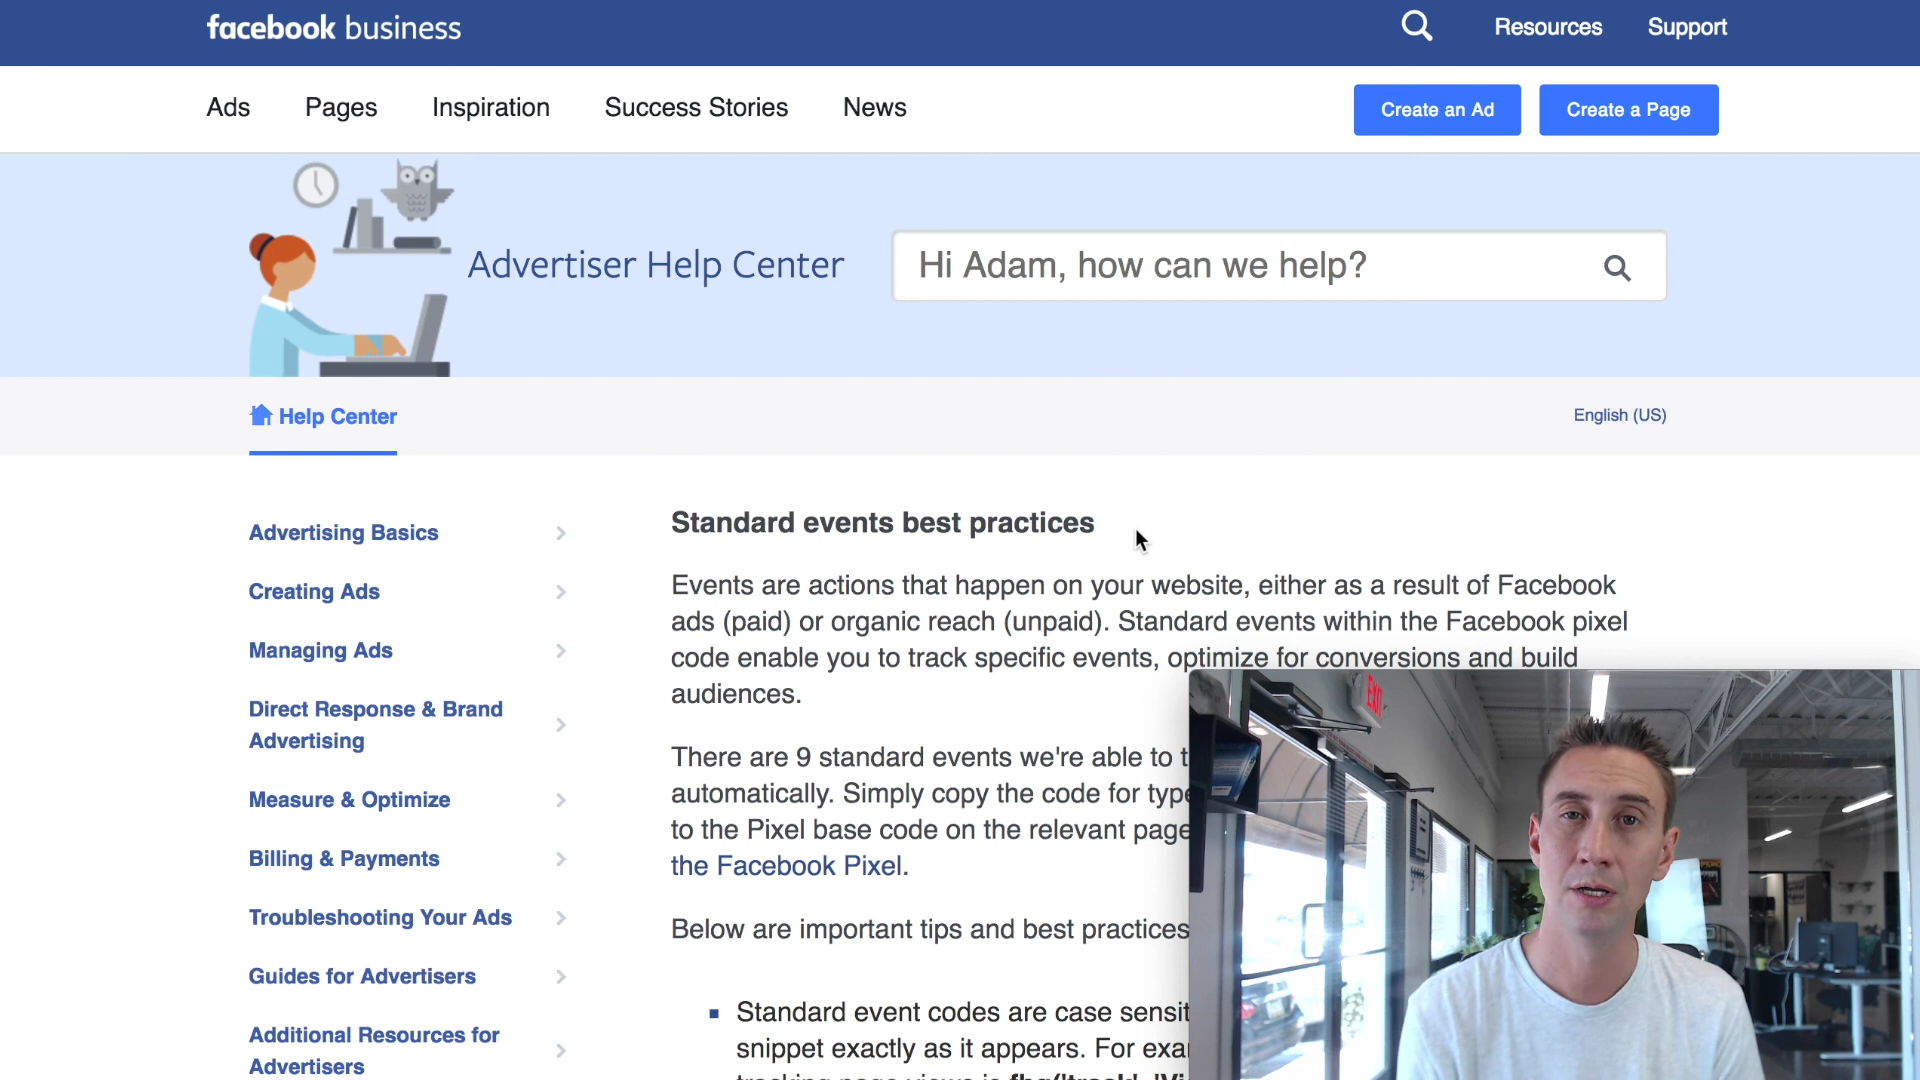 facebook business
Resources
Support
Ads
Pages
Inspiration
Success Stories
News
Create an Ad
Create a Page
Advertiser Help Center
Hi Adam, how can we help?
Help Center
English (US)
Advertising Basics
Creating Ads
Managing Ads
Direct Response & Brand
Advertising
Measure & Optimize
Billing & Payments
Troubleshooting Your Ads
Guides for Advertisers
Additional Resources for
Advertisers
Standard events best practices
Events are actions that happen on your website, either as a result of Facebook
ads (paid) or organic reach (unpaid). Standard events within the Facebook pixel
code enable you to track specific events, optimize for conversions and build
audiences.
There are 9 standard events we're able to
automatically. Simply copy the code for
to the Pixel base code on the relevant page
the Facebook Pixel.
Below are important tips and best practices
Standard event codes are case
snippet exactly as it appears. For
EXIT